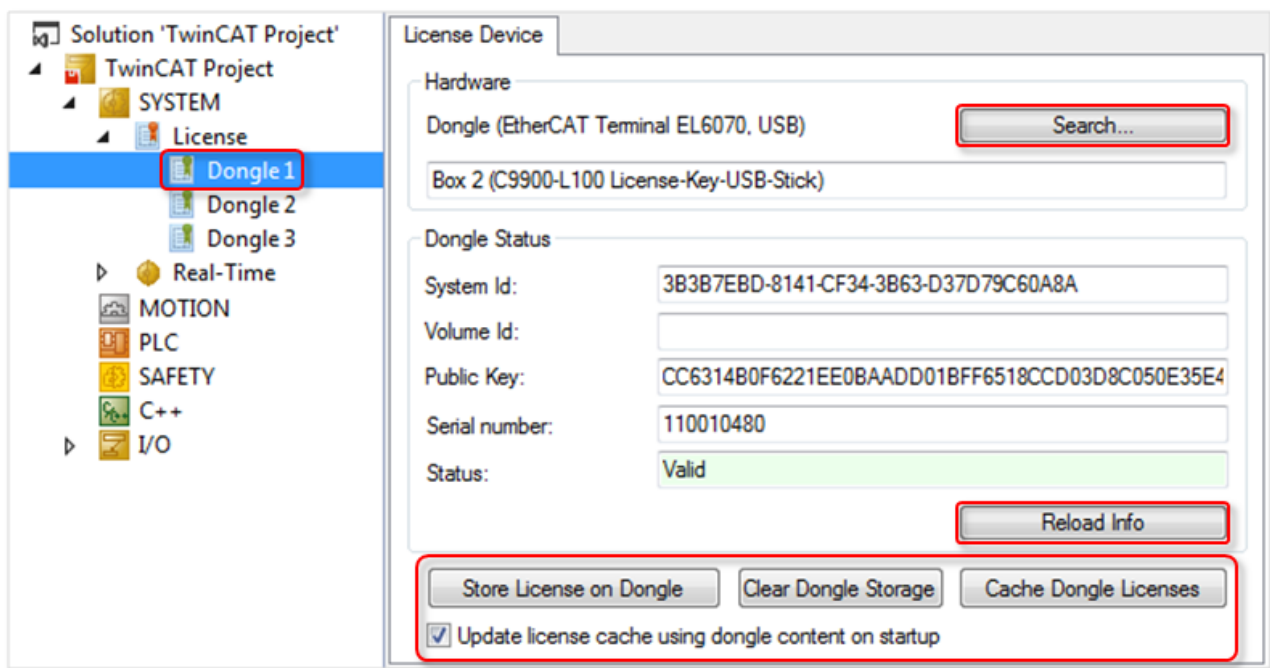 Solution 'TwinCAT Project'
TwinCAT Project
SYSTEM
License
Dongle 1
Dongle 2
Dongle 3
Real-Time
MOTION
PLC
SAFETY
C++
I/O
License Device
Hardware
Dongle (EtherCAT Terminal EL6070, USB)
Search...
Box 2 (C9900-L100 License-Key-USB-Stick)
Dongle Status
System Id:
3B3B7EBD-8141-CF34-3B63-D37D79C60A8A
Volume Id:
Public Key:
CC6314B0F6221EE0BAADD01BFF6518CCD03D8C050E35E4
Serial number:
110010480
Status:
Valid
Reload Info
Store License on Dongle
Clear Dongle Storage
Cache Dongle Licenses
Update license cache using dongle content on startup